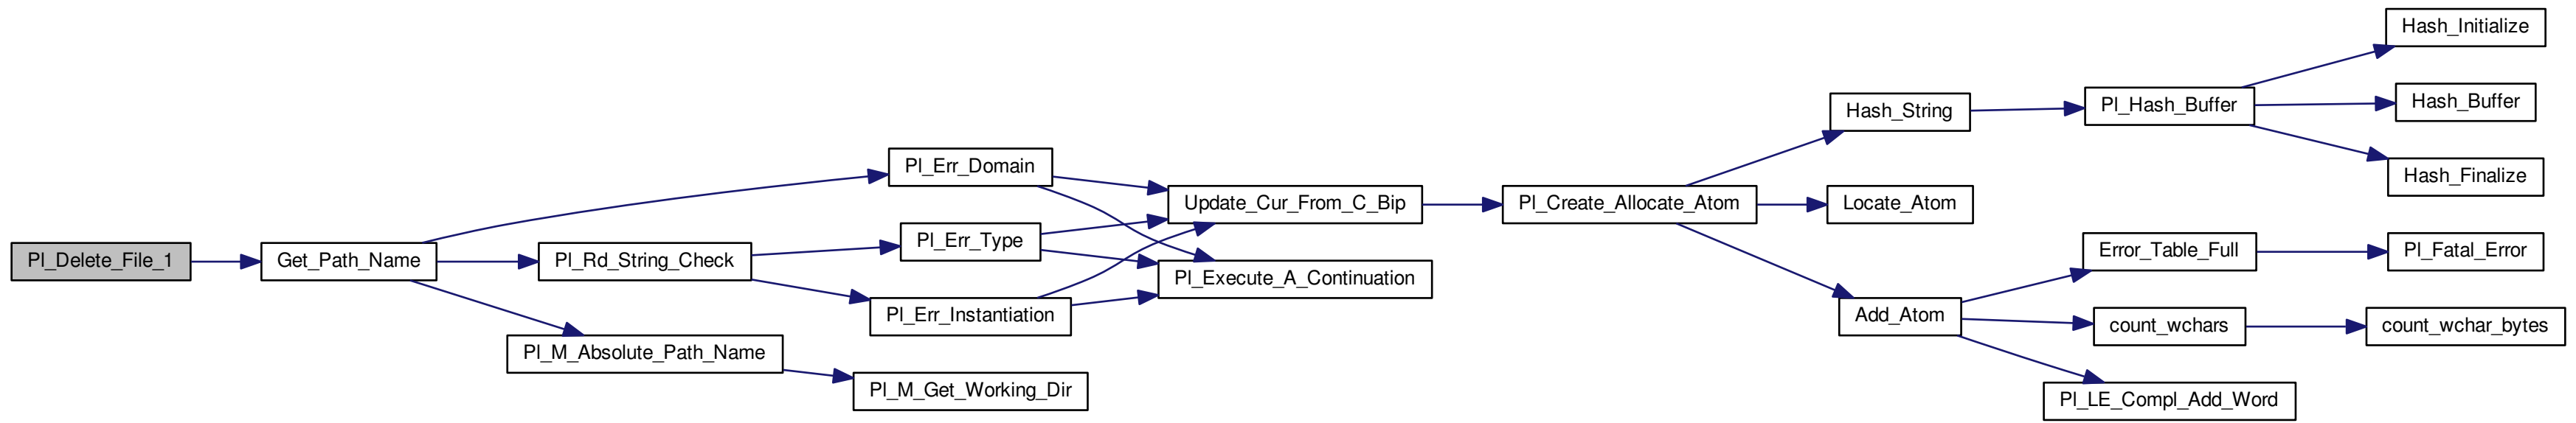 Pl_Delete_File_1
Get_Path_Name
Pl_Err_Domain
Pl_Rd_String_Check
Pl_M_Absolute_Path_Name
Pl_Err_Type
Pl_Err_Instantiation
Pl_M_Get_Working_Dir
Update_Cur_From_C_Bip
Pl_Execute_A_Continuation
Pl_Create_Allocate_Atom
Hash_String
Locate_Atom
Add_Atom
Pl_Hash_Buffer
Error_Table_Full
count_wchars
Pl_LE_Compl_Add_Word
Hash_Initialize
Hash_Buffer
Hash_Finalize
Pl_Fatal_Error
count_wchar_bytes